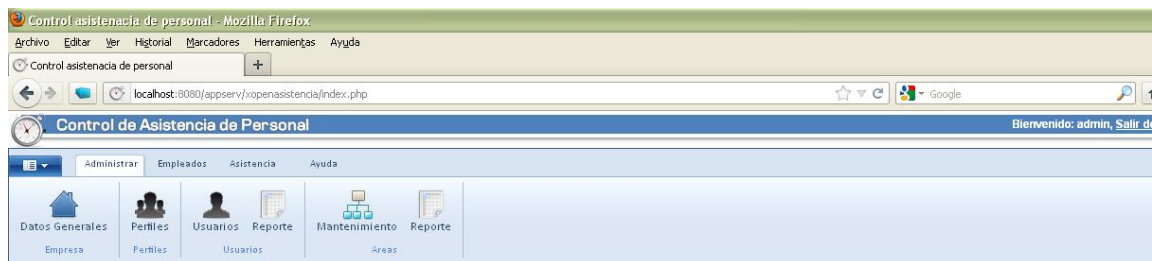 Control asistenacia de personal - Mozilla Firefox
Archivo Editar Ver Historial Marcadores Herramientas Ayuda
Control asistenacia de personal +
localhost:8080/appserv/xopenasistencia/index.php Google
Control de Asistencia de Personal Bienvenido: admin, Salir de
Administrar Empleados Asistencia Ayuda
Datos Generales Perfiles Usuarios Reporte Mantenimiento Reporte
Empresa Perfiles Usuarios Areas